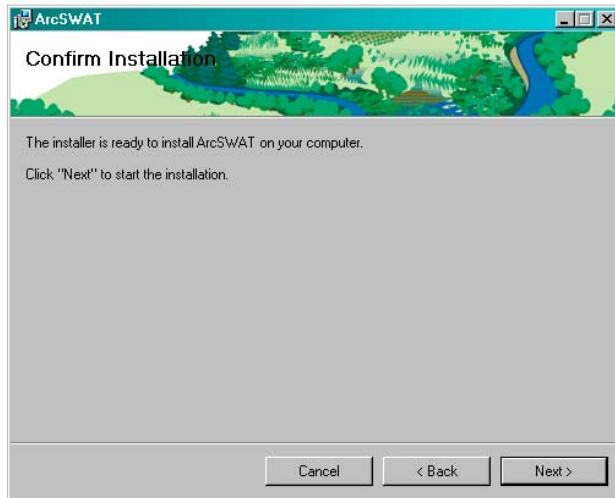 ArcSWAT
Confirm Installation
The installer is ready to install ArcSWAT on your computer.
Click "Next" to start the installation.
Cancel
< Back
Next >